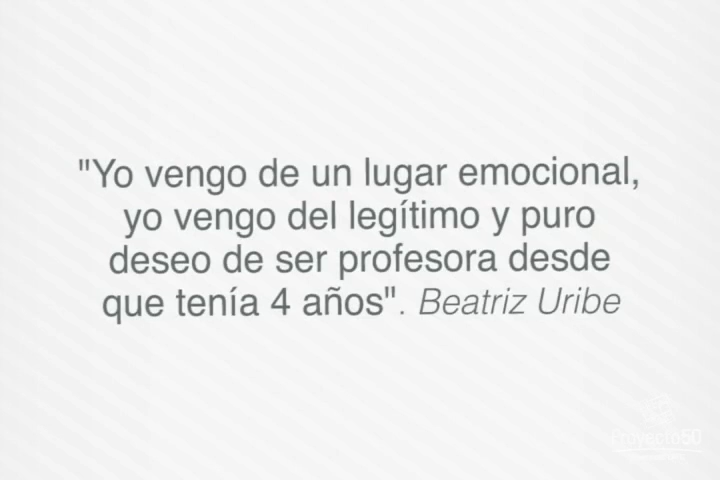 "Yo vengo de un lugar emocional,
yo vengo del legítimo y puro
deseo de ser profesora desde
que tenía 4 años". Beatriz Uribe
Proyecto50